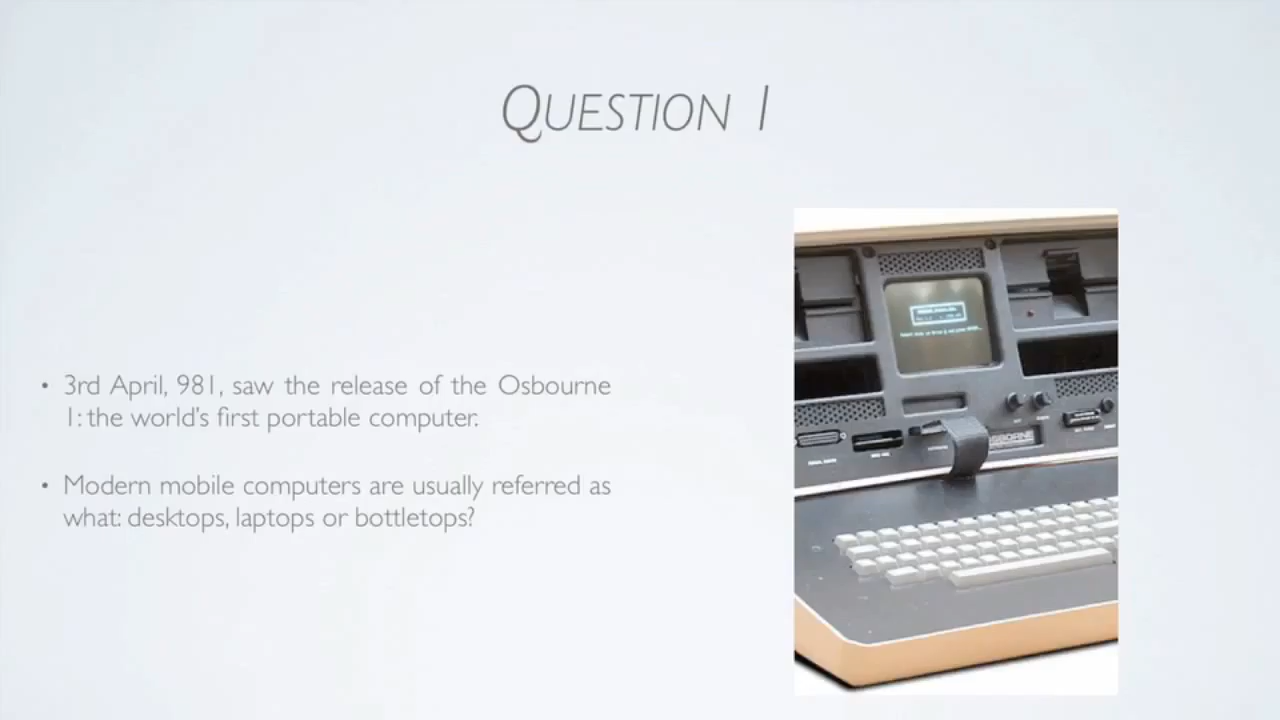 QUESTION 1
• 3rd April, 981, saw the release of the Osbourne
1: the world's first portable computer.
• Modern mobile computers are usually referred as
what: desktops, laptops or bottletops?